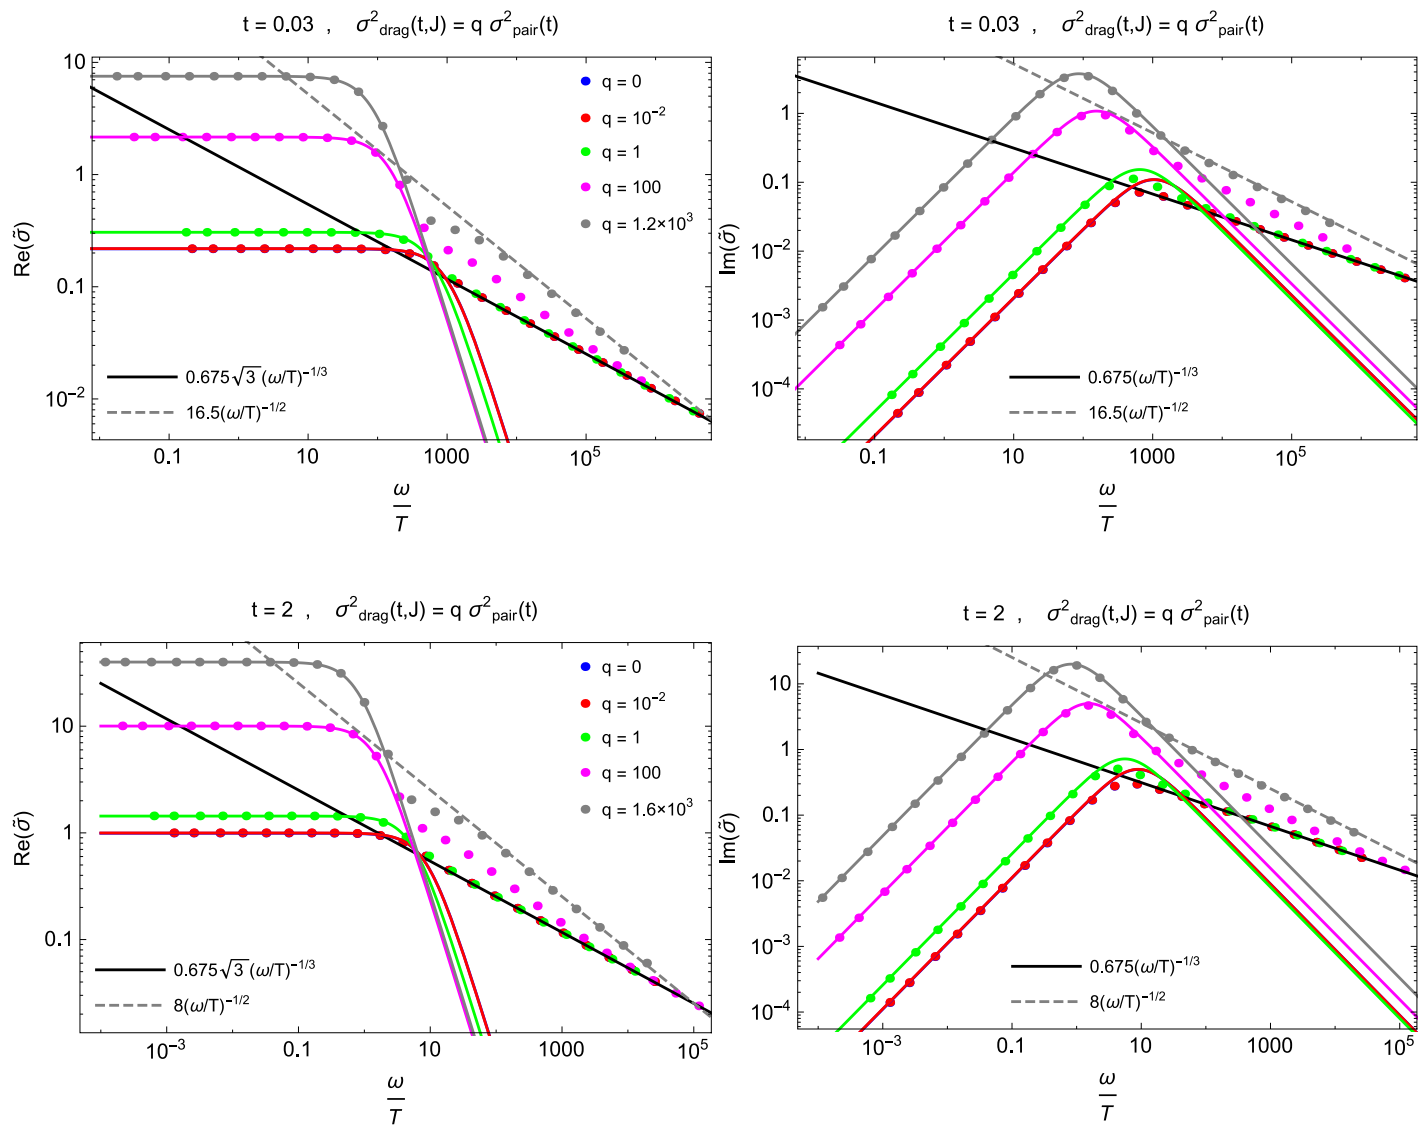 t = 0.03 , σ²drag(t,J) = q σ²pair(t)
Re(σ̃)
10
1
0.1
10⁻²
q = 0
q = 10⁻²
q = 1
q = 100
q = 1.2×10³
0.675√3 (ω/T)⁻¹/³
16.5(ω/T)⁻¹/²
0.1
10
1000
10⁵
ω/T
t = 0.03 , σ²drag(t,J) = q σ²pair(t)
Im(σ̃)
1
0.1
10⁻²
10⁻³
10⁻⁴
0.675(ω/T)⁻¹/³
16.5(ω/T)⁻¹/²
0.1
10
1000
10⁵
ω/T
t = 2 , σ²drag(t,J) = q σ²pair(t)
Re(σ̃)
10
1
0.1
q = 0
q = 10⁻²
q = 1
q = 100
q = 1.6×10³
0.675√3 (ω/T)⁻¹/³
8(ω/T)⁻¹/²
10⁻³
0.1
10
1000
10⁵
ω/T
t = 2 , σ²drag(t,J) = q σ²pair(t)
Im(σ̃)
10
1
0.1
10⁻²
10⁻³
10⁻⁴
0.675(ω/T)⁻¹/³
8(ω/T)⁻¹/²
10⁻³
0.1
10
1000
10⁵
ω/T